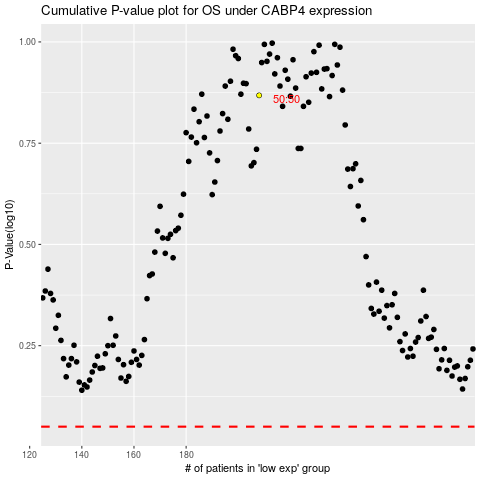 Cumulative P-value plot for OS under CABP4 expression
P-Value(log10)
1.00
0.75
0.50
0.25
50:50
120 140 160 180
# of patients in 'low exp' group